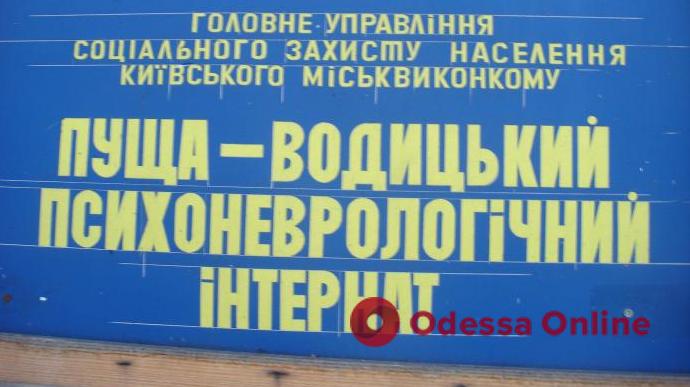 ГОЛОВНЕ УПРАВЛІННЯ
СОЦІАЛЬНОГО ЗАХИСТУ НАСЕЛЕННЯ
КИЇВСЬКОГО МІСЬКВИКОНКОМУ
ПУЩА – ВОДИЦЬКИЙ
ПСИХОНЕВРОЛОГІЧНИЙ
ІНТЕРНАТ
Odessa Online